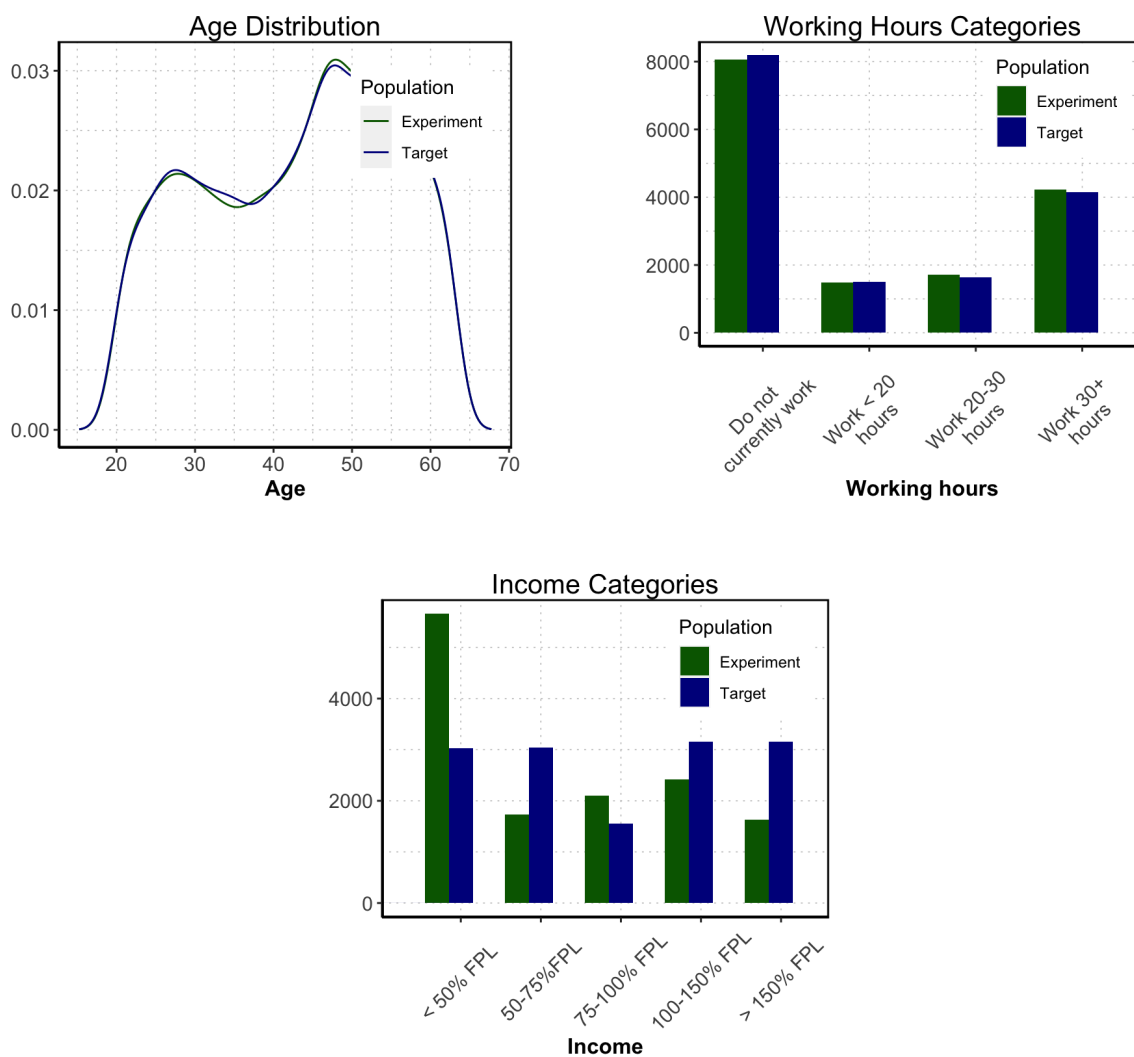 Age Distribution
0.03
0.02
0.01
0.00
Population
Experiment
Target
20 30 40 50 60 70
Age
Working Hours Categories
8000
6000
4000
2000
0
Population
Experiment
Target
Do not
currently work
Work < 20
hours
Work 20-30
hours
Work 30+
hours
Working hours
Income Categories
4000
2000
0
Population
Experiment
Target
< 50% FPL
50-75%FPL
75-100% FPL
100-150% FPL
> 150% FPL
Income